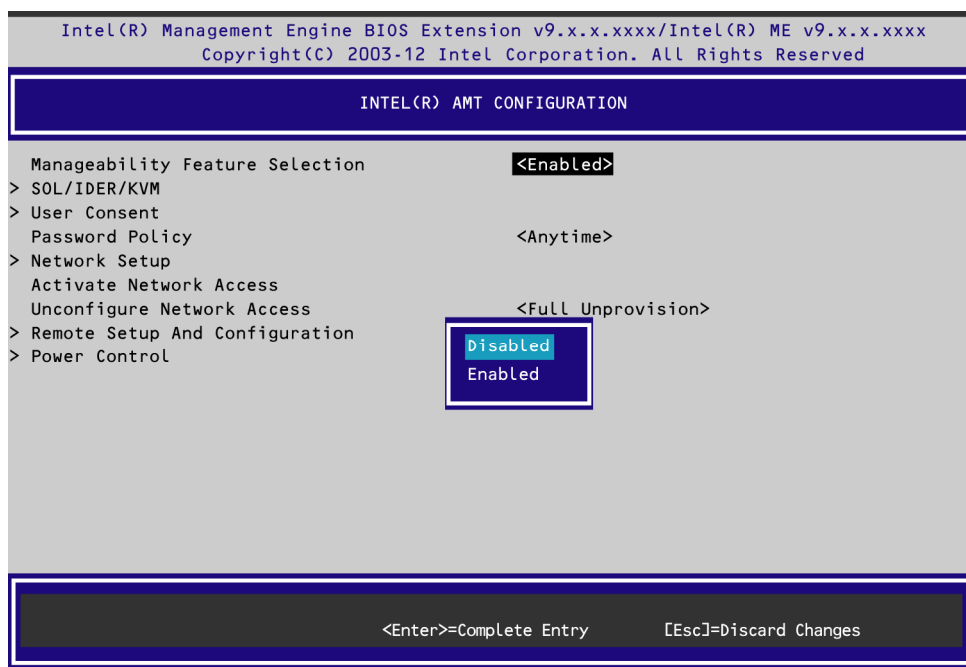 Intel(R) Management Engine BIOS Extension v9.x.x.xxxx/Intel(R) ME v9.x.x.xxxx
Copyright(C) 2003-12 Intel Corporation. All Rights Reserved
INTEL(R) AMT CONFIGURATION
Manageability Feature Selection <Enabled>
> SOL/IDER/KVM
> User Consent
Password Policy <Anytime>
> Network Setup
Activate Network Access
Unconfigure Network Access <Full Unprovision>
> Remote Setup And Configuration
> Power Control
Disabled
Enabled
<Enter>=Complete Entry [Esc]=Discard Changes